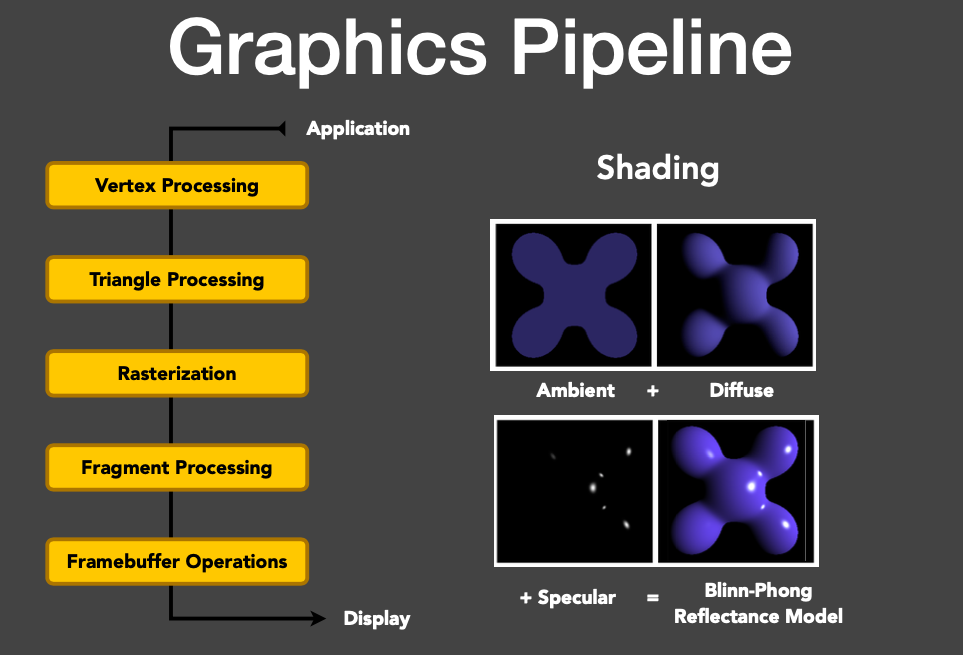 Graphics Pipeline
Application
Vertex Processing
Triangle Processing
Rasterization
Fragment Processing
Framebuffer Operations
Display
Shading
Ambient + Diffuse
+ Specular = Blinn-Phong
Reflectance Model